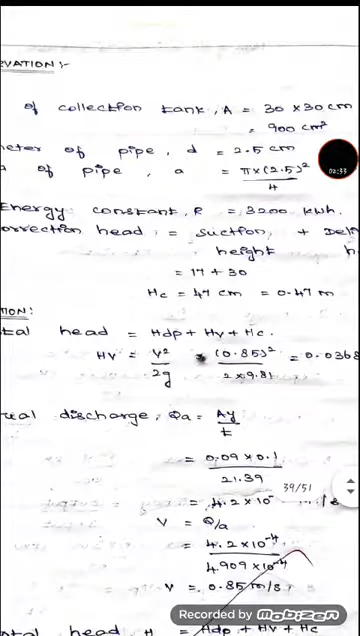 RVATION :-
of collection tank, A = 30 x 30 cm
= 900 cm²
meter of pipe, d = 2.5 cm
of pipe, a = π×(2.5)²
4
02:33
Energy constant, R = 3200 kwh.
orrection head, = suction, + Del
height h
= 17 + 30
Hc = 47 cm = 0.47 m
TION:
tal head = Hdp + Hv + Hc.
Hv = V² (0.85)² = 0.0368
2g 2×9.81
ual discharge, Qa = Ay
t
= 0.09 × 0.1
21.39
39/51
= 4.2×10
V = Q/a
= 4.2 × 10⁻⁴
4.909 ×10⁻⁴
V = 0.85 m/s
Recorded by Mobizen
total head H = Hdp + Hv + Hc